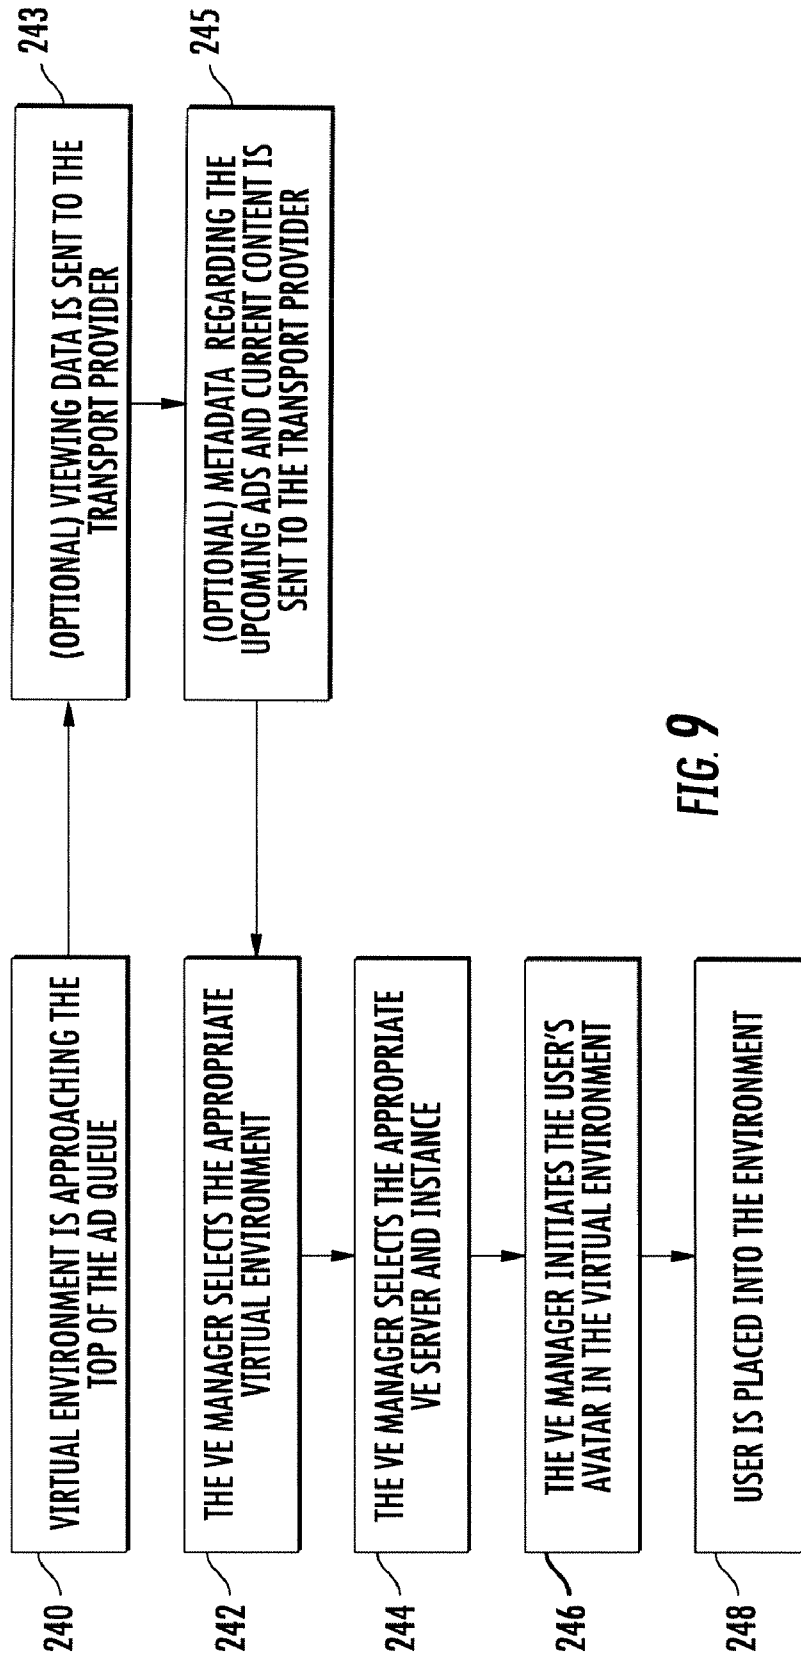 240
VIRTUAL ENVIRONMENT IS APPROACHING THE
TOP OF THE AD QUEUE
243
(OPTIONAL) VIEWING DATA IS SENT TO THE
TRANSPORT PROVIDER
245
(OPTIONAL) METADATA REGARDING THE
UPCOMING ADS AND CURRENT CONTENT IS
SENT TO THE TRANSPORT PROVIDER
242
THE VE MANAGER SELECTS THE APPROPRIATE
VIRTUAL ENVIRONMENT
244
THE VE MANAGER SELECTS THE APPROPRIATE
VE SERVER AND INSTANCE
246
THE VE MANAGER INITIATES THE USER'S
AVATAR IN THE VIRTUAL ENVIRONMENT
248
USER IS PLACED INTO THE ENVIRONMENT
FIG. 9